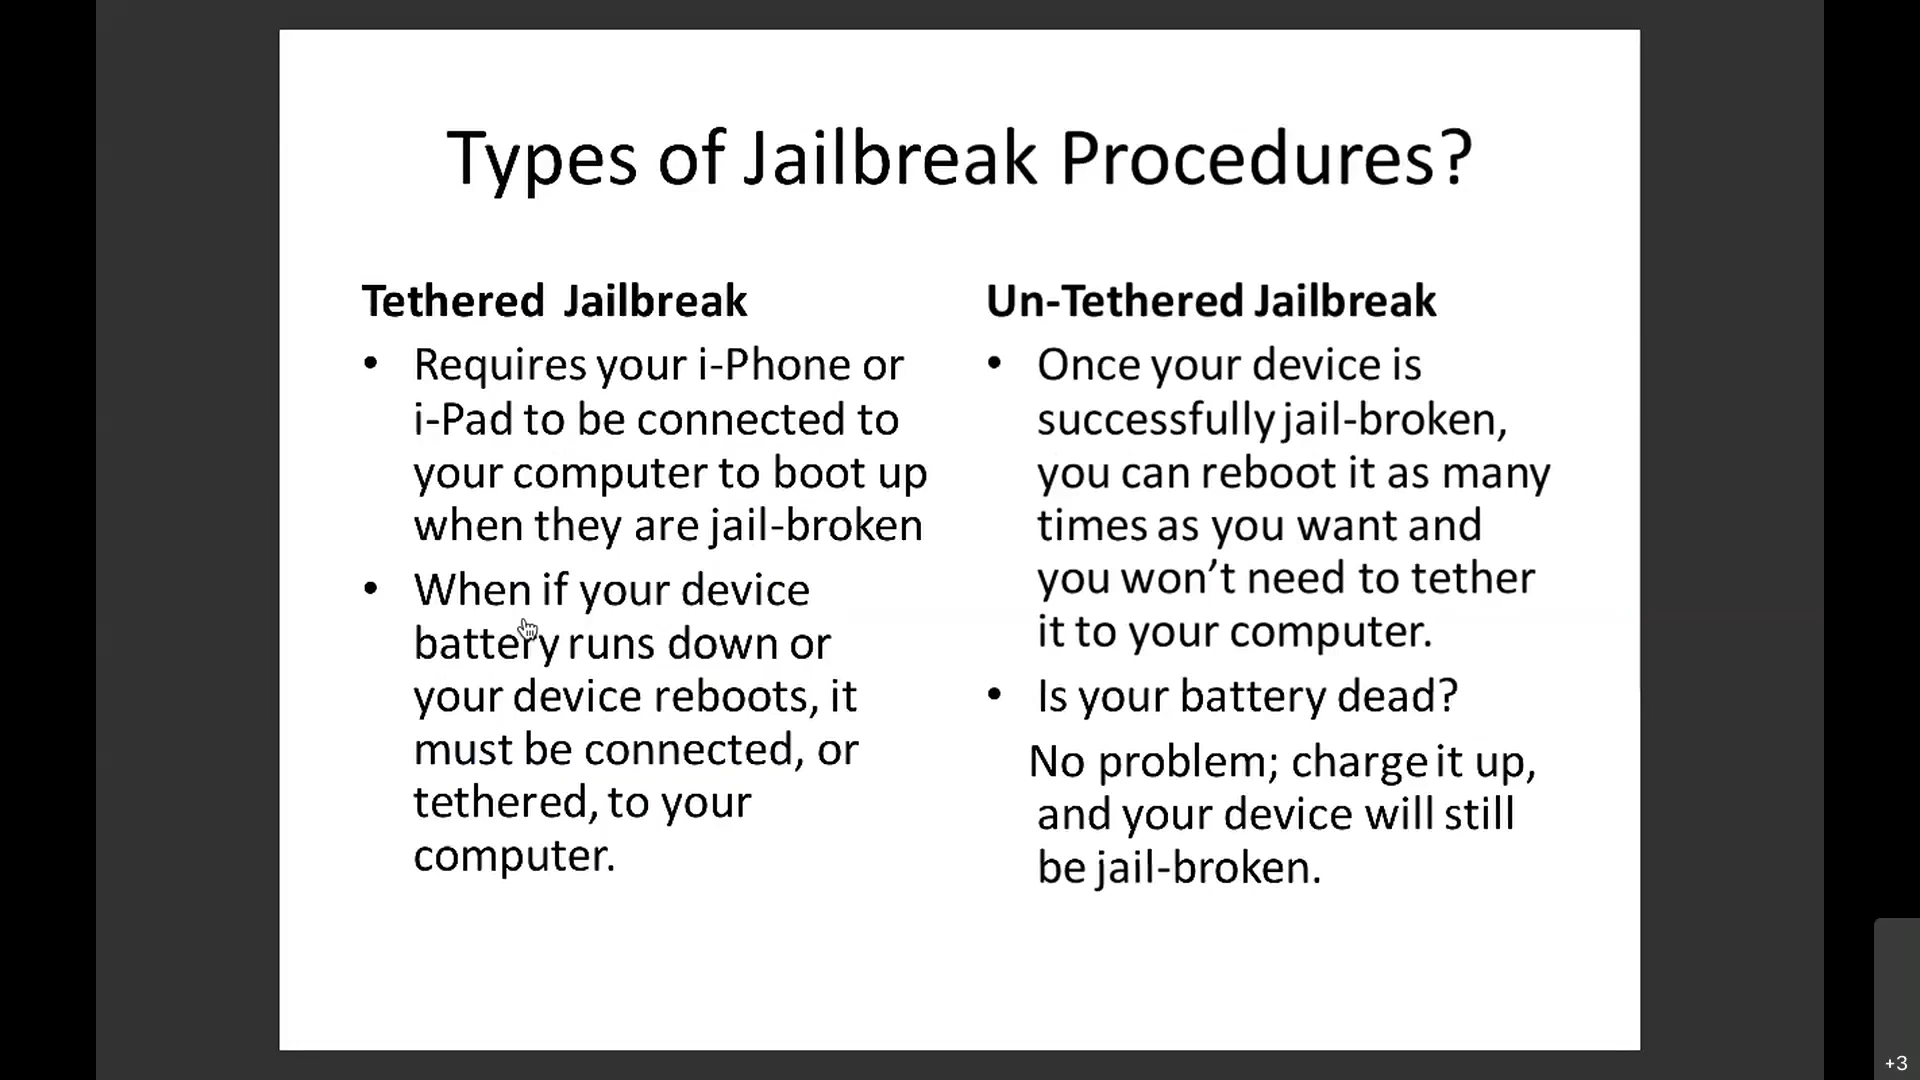 Types of Jailbreak Procedures?
Tethered Jailbreak
• Requires your i-Phone or
i-Pad to be connected to
your computer to boot up
when they are jail-broken
• When if your device
battery runs down or
your device reboots, it
must be connected, or
tethered, to your
computer.
Un-Tethered Jailbreak
• Once your device is
successfully jail-broken,
you can reboot it as many
times as you want and
you won’t need to tether
it to your computer.
• Is your battery dead?
No problem; charge it up,
and your device will still
be jail-broken.
+3